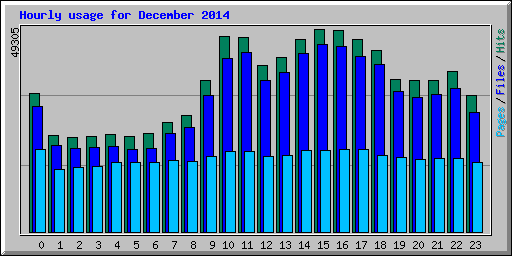 Hourly usage for December 2014
49305
Pages/Files/Hits
0 1 2 3 4 5 6 7 8 9 10 11 12 13 14 15 16 17 18 19 20 21 22 23